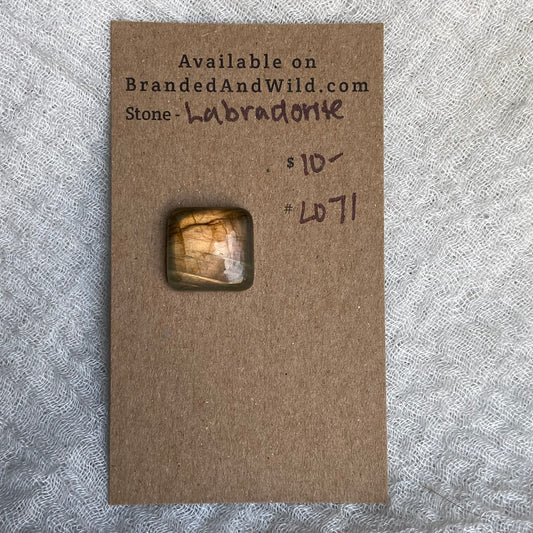 Available on
BrandedAndWild.com
Stone - Labradorite
$ 10-
# L071